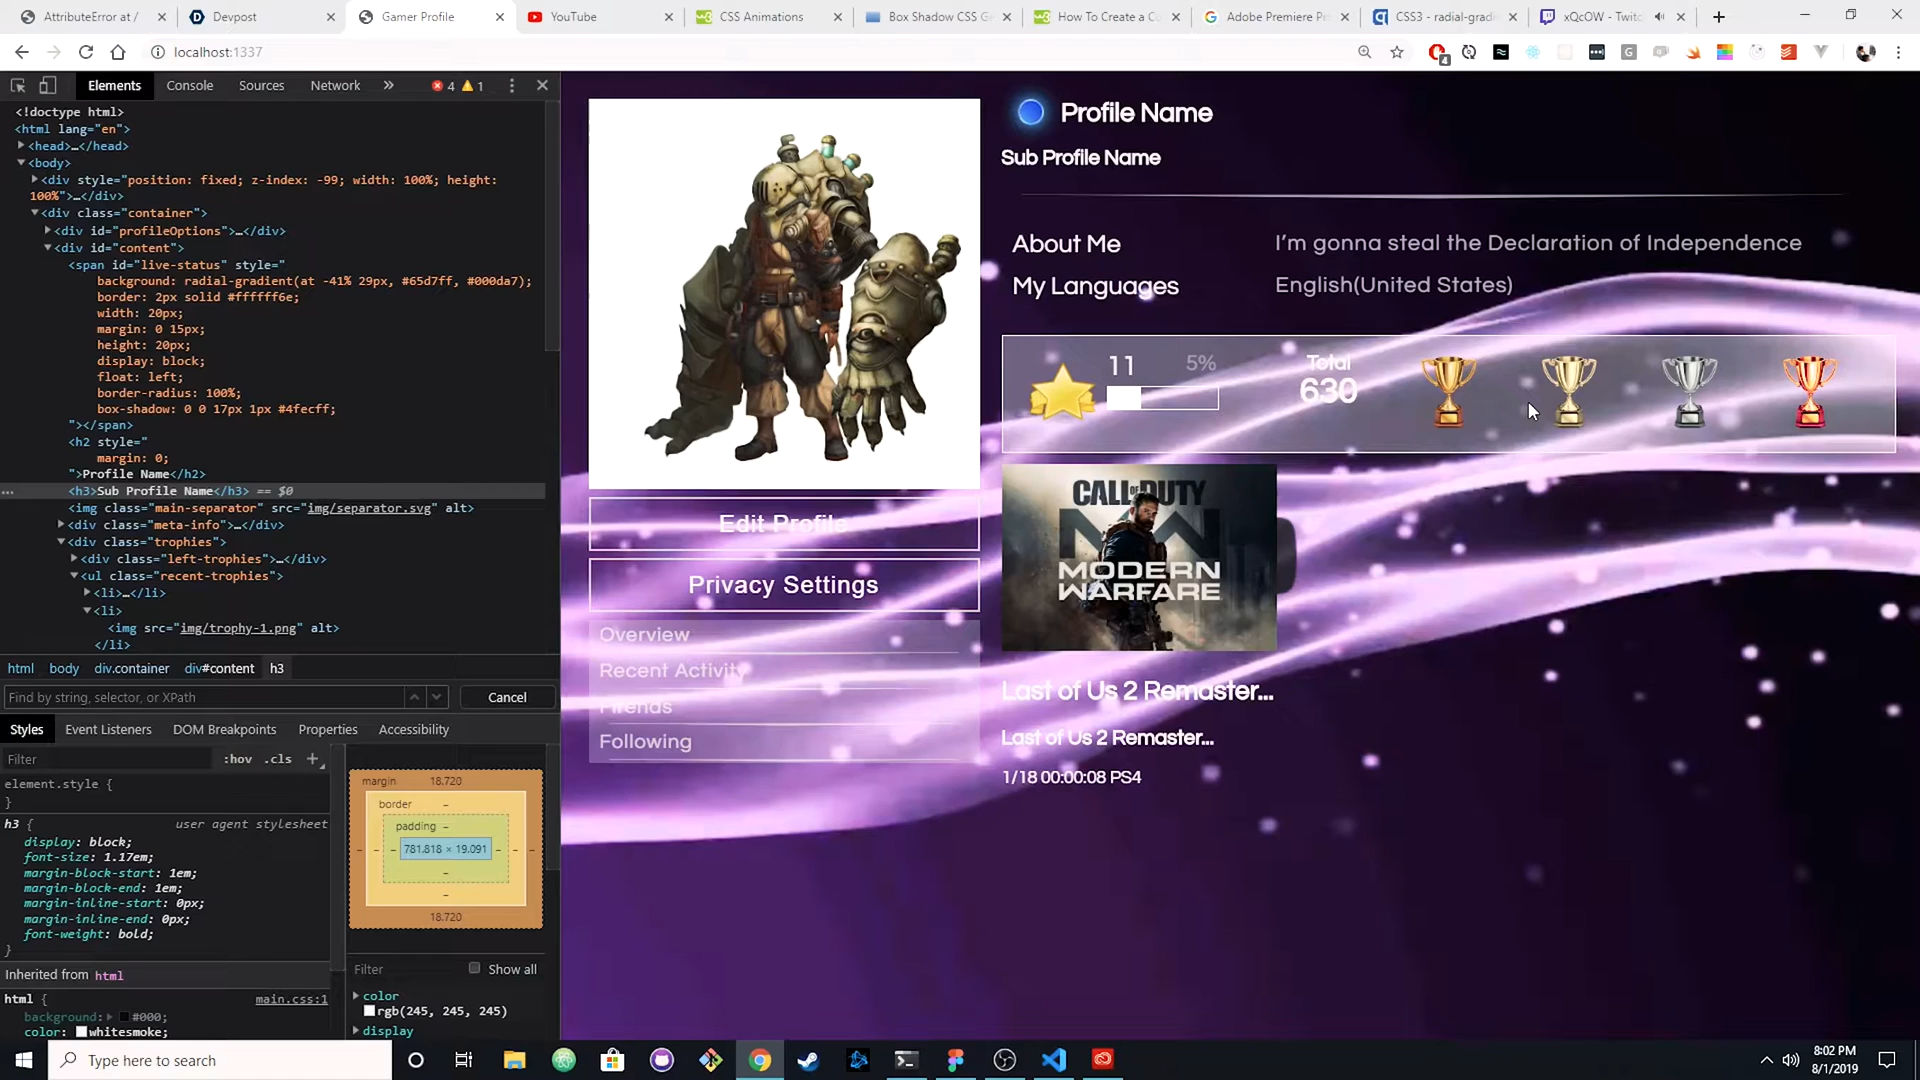 AttributeError at /
Devpost
Gamer Profile
YouTube
CSS Animations
Box Shadow CSS Ge
How To Create a Co
Adobe Premiere Pr
CSS3 - radial-gradi
xQcOW - Twitc
localhost:1337
4
Elements Console Sources Network » 4 1
<!doctype html>
<html lang="en">
<head>…</head>
<body>
<div style="position: fixed; z-index: -99; width: 100%; height:
100%">…</div>
<div class="container">
<div id="profileOptions">…</div>
<div id="content">
<span id="live-status" style="
background: radial-gradient(at -41% 29px, #65d7ff, #000da7);
border: 2px solid #ffffff6e;
width: 20px;
margin: 0 15px;
height: 20px;
display: block;
float: left;
border-radius: 100%;
box-shadow: 0 0 17px 1px #4fecff;
"></span>
<h2 style="
margin: 0;
">Profile Name</h2>
… <h3>Sub Profile Name</h3> == $0
<img class="main-separator" src="img/separator.svg" alt>
<div class="meta-info">…</div>
<div class="trophies">
<div class="left-trophies">…</div>
<ul class="recent-trophies">
<li>…</li>
<li>
<img src="img/trophy-1.png" alt>
</li>
html body div.container div#content h3
Find by string, selector, or XPath Cancel
Styles Event Listeners DOM Breakpoints Properties Accessibility
Filter :hov .cls +
element.style {
}
h3 { user agent stylesheet
display: block;
font-size: 1.17em;
margin-block-start: 1em;
margin-block-end: 1em;
margin-inline-start: 0px;
margin-inline-end: 0px;
font-weight: bold;
}
Inherited from html
html { main.css:1
background: #000;
color: whitesmoke;
margin 18.720
border –
padding –
– – – 781.818 × 19.091 – – –
–
–
18.720
Filter Show all
color
rgb(245, 245, 245)
display
Profile Name
Sub Profile Name
About Me I'm gonna steal the Declaration of Independence
My Languages English(United States)
11 5%
Total
630
CALL OF DUTY
MW
MODERN
WARFARE
Last of Us 2 Remaster...
Last of Us 2 Remaster...
1/18 00:00:08 PS4
Edit Profile
Privacy Settings
Overview
Recent Activity
Firends
Following
Type here to search
8:02 PM
8/1/2019